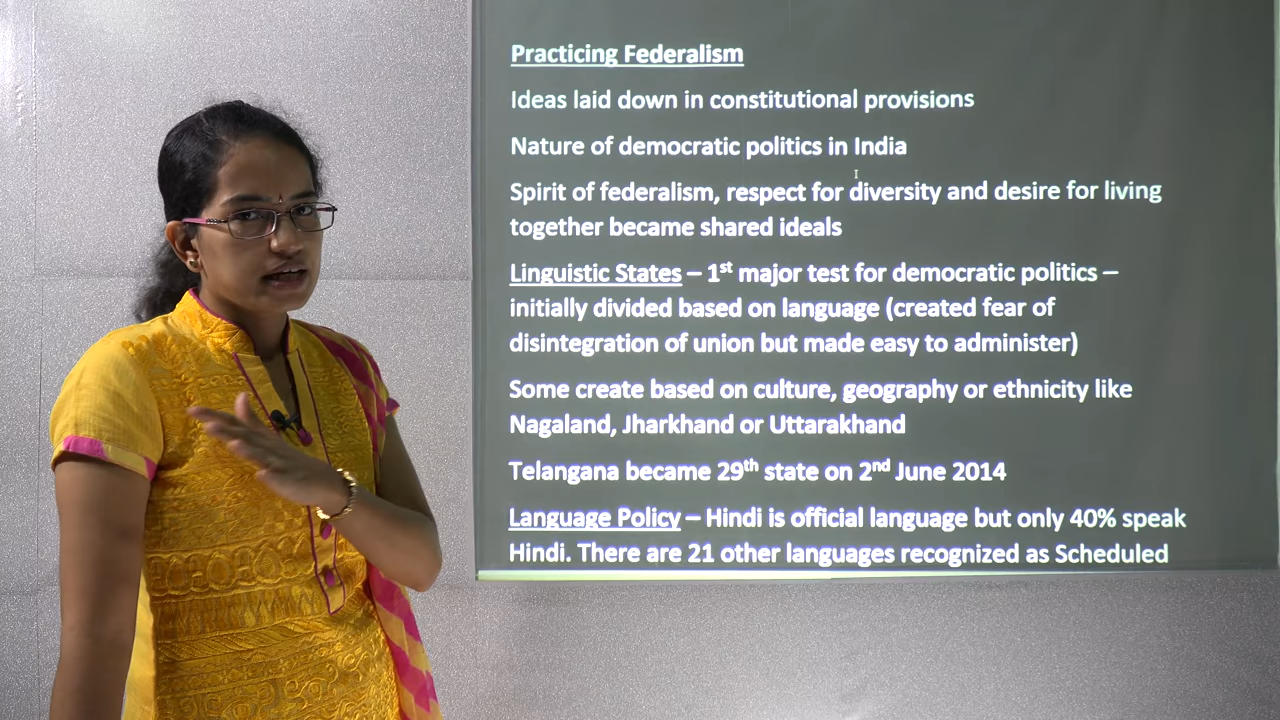 Practicing Federalism
Ideas laid down in constitutional provisions
Nature of democratic politics in India
Spirit of federalism, respect for diversity and desire for living
together became shared ideals
Linguistic States – 1st major test for democratic politics –
initially divided based on language (created fear of
disintegration of union but made easy to administer)
Some create based on culture, geography or ethnicity like
Nagaland, Jharkhand or Uttarakhand
Telangana became 29th state on 2nd June 2014
Language Policy – Hindi is official language but only 40% speak
Hindi. There are 21 other languages recognized as Scheduled